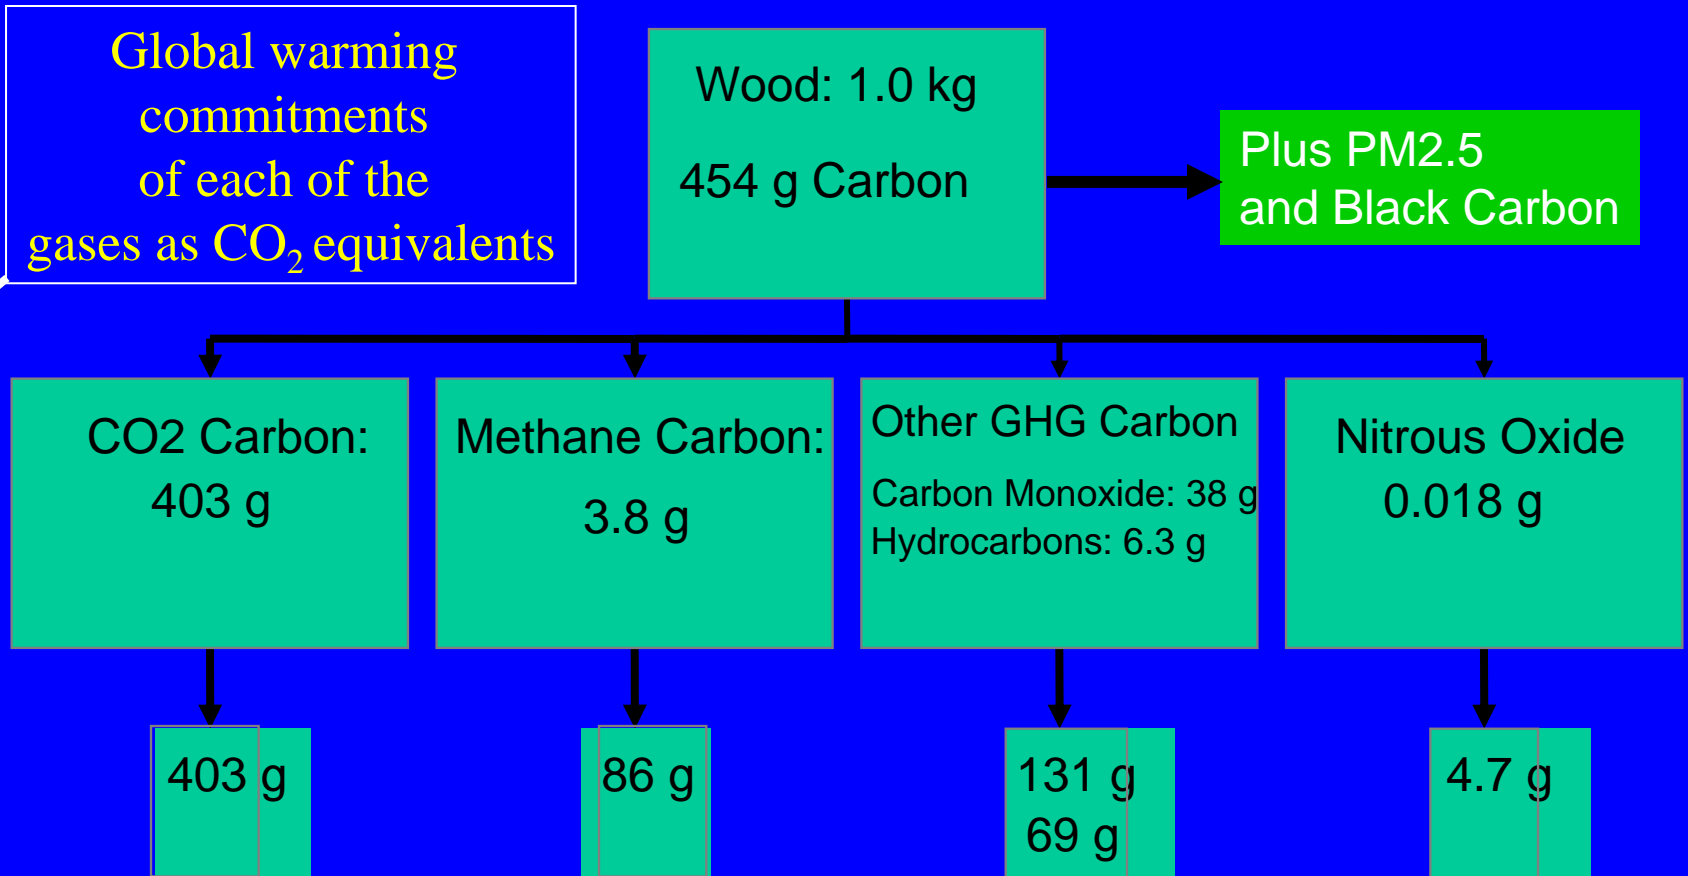 Global warming
commitments
of each of the
gases as CO₂ equivalents
Wood: 1.0 kg
454 g Carbon
Plus PM2.5
and Black Carbon
CO2 Carbon:
403 g
Methane Carbon:
3.8 g
Other GHG Carbon
Carbon Monoxide: 38 g
Hydrocarbons: 6.3 g
Nitrous Oxide
0.018 g
403 g
86 g
131 g
69 g
4.7 g